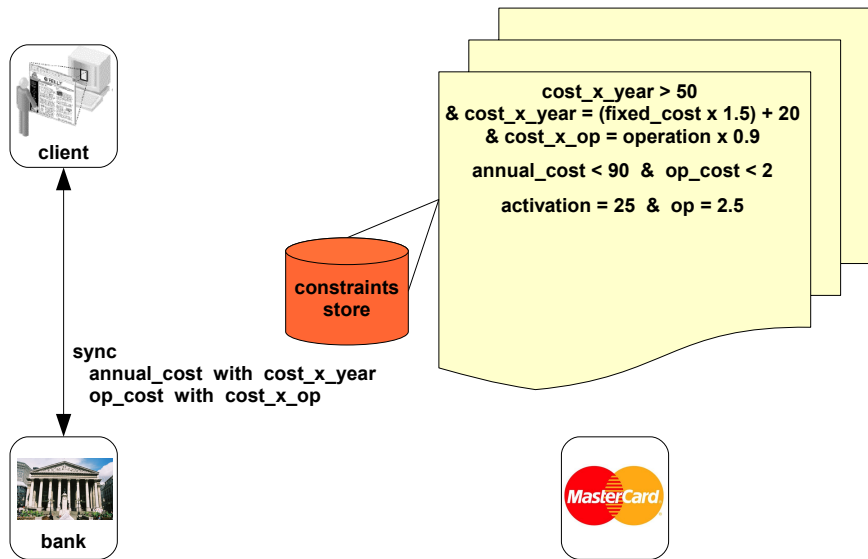 client
cost_x_year > 50
& cost_x_year = (fixed_cost x 1.5) + 20
& cost_x_op = operation x 0.9
annual_cost < 90 & op_cost < 2
activation = 25 & op = 2.5
constraints
store
sync
annual_cost with cost_x_year
op_cost with cost_x_op
bank
MasterCard